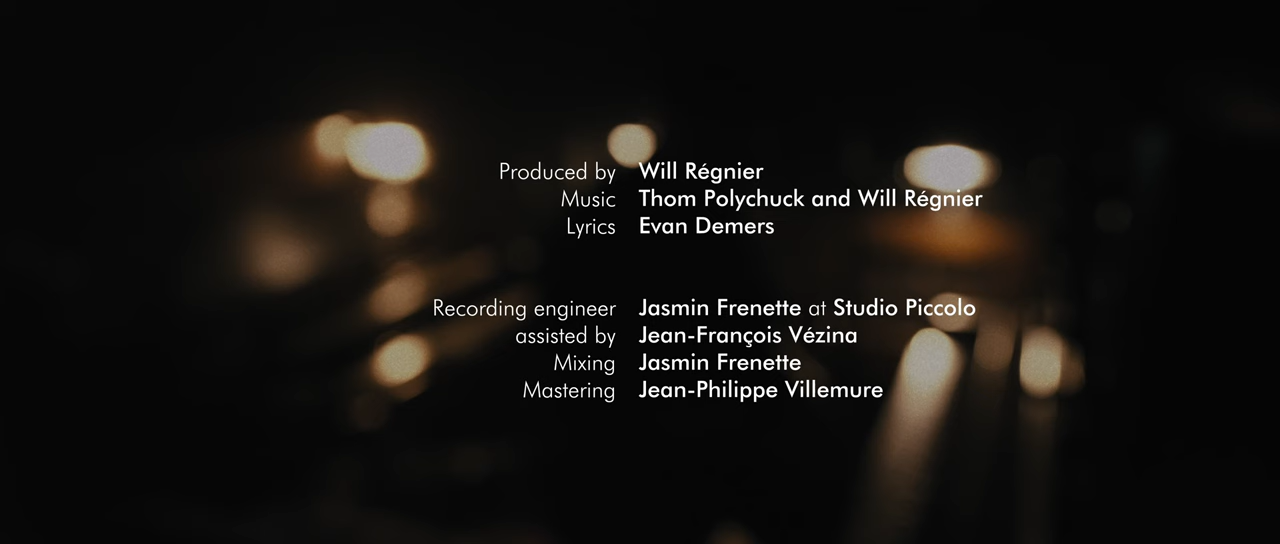 Produced by Will Régnier
Music Thom Polychuck and Will Régnier
Lyrics Evan Demers
Recording engineer Jasmin Frenette at Studio Piccolo
assisted by Jean-François Vézina
Mixing Jasmin Frenette
Mastering Jean-Philippe Villemure